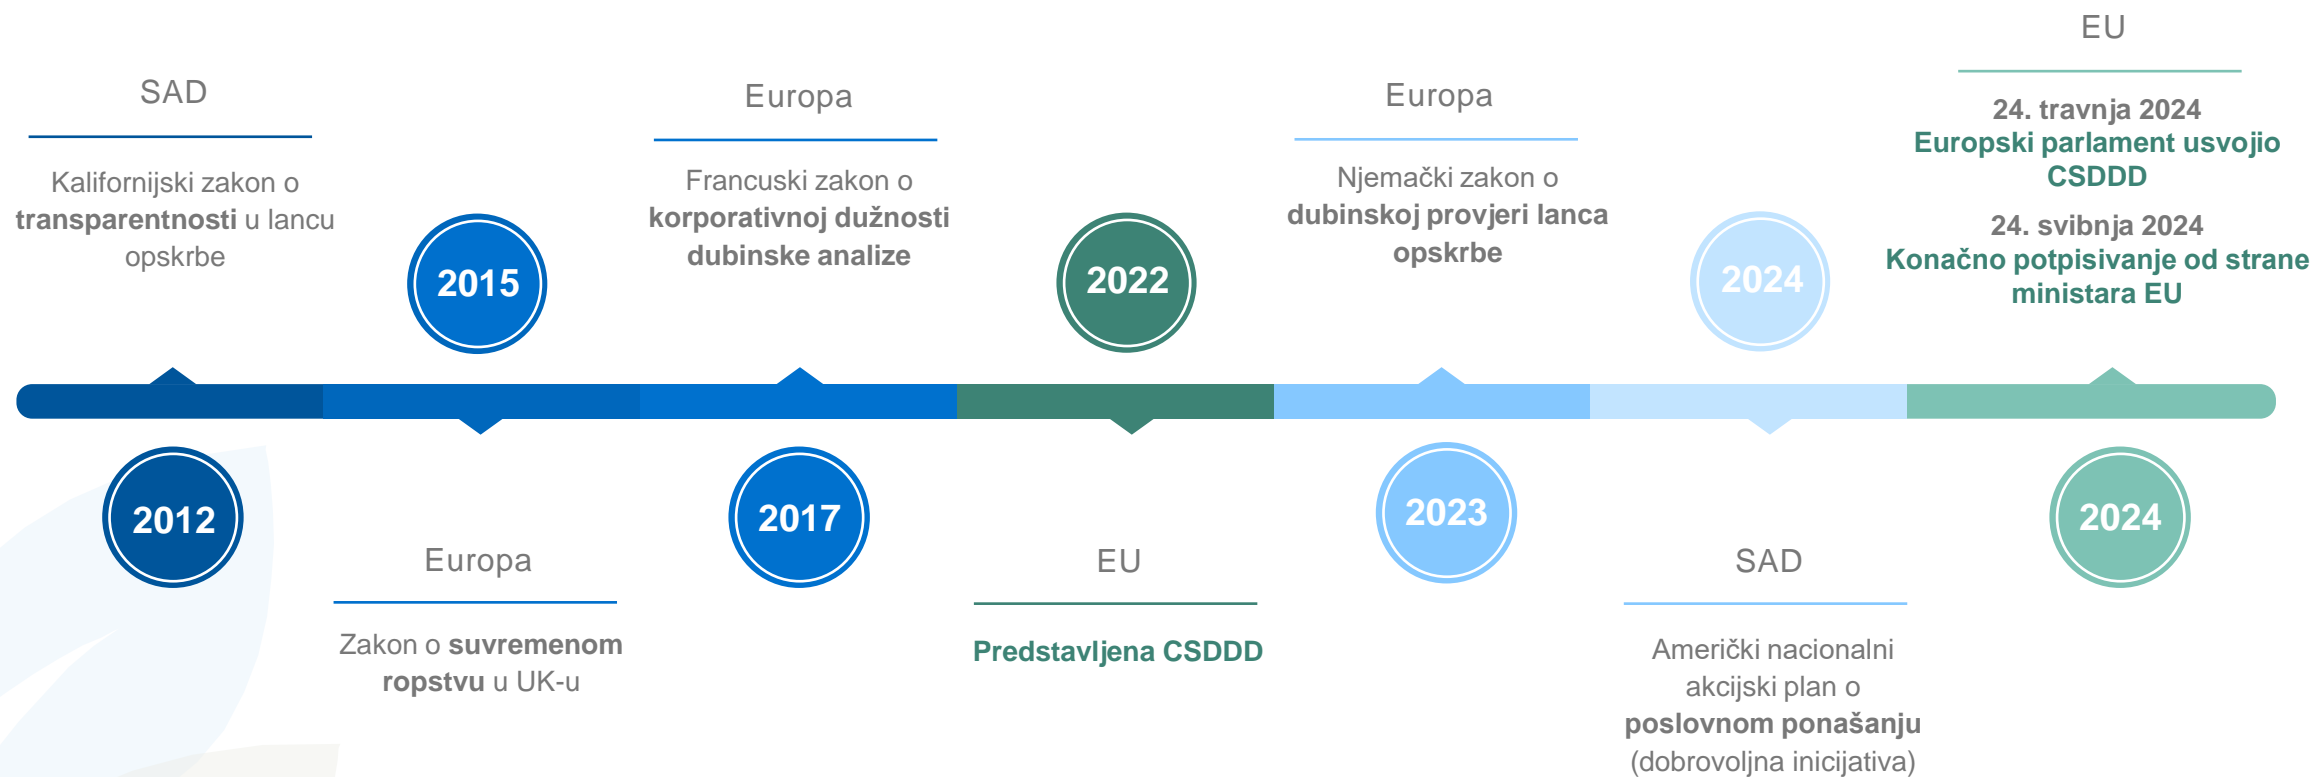 SAD
Kalifornijski zakon o
transparentnosti u lancu
opskrbe
2012
2015
Europa
Zakon o suvremenom
ropstvu u UK-u
Europa
Francuski zakon o
korporativnoj dužnosti
dubinske analize
2017
2022
EU
Predstavljena CSDDD
Europa
Njemački zakon o
dubinskoj provjeri lanca
opskrbe
2023
2024
SAD
Američki nacionalni
akcijski plan o
poslovnom ponašanju
(dobrovoljna inicijativa)
EU
24. travnja 2024
Europski parlament usvojio
CSDDD
24. svibnja 2024
Konačno potpisivanje od strane
ministara EU
2024